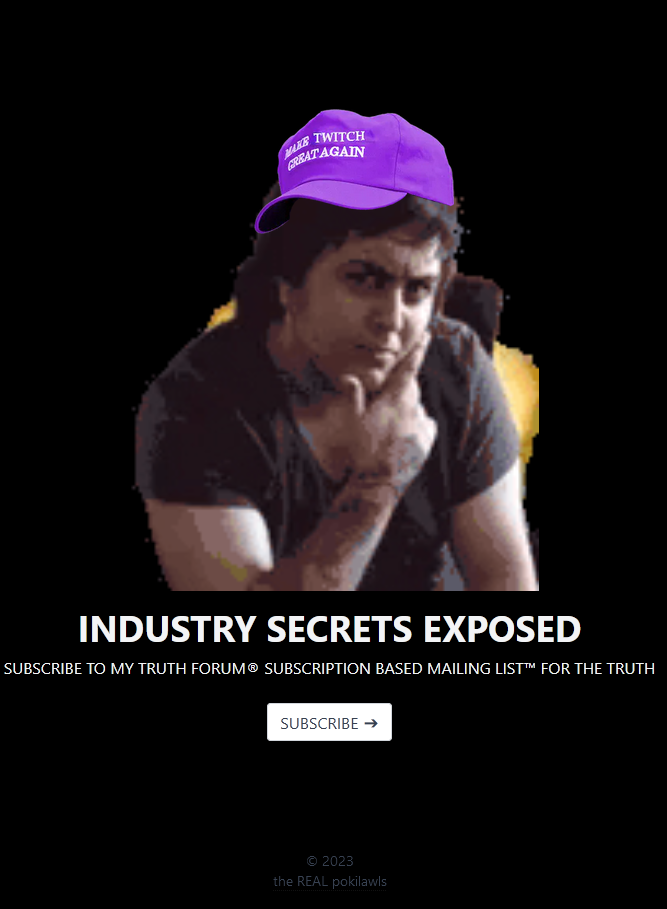 MAKE TWITCH
GREAT AGAIN
INDUSTRY SECRETS EXPOSED
SUBSCRIBE TO MY TRUTH FORUM® SUBSCRIPTION BASED MAILING LIST™ FOR THE TRUTH
SUBSCRIBE ➔
© 2023
the REAL pokilawls